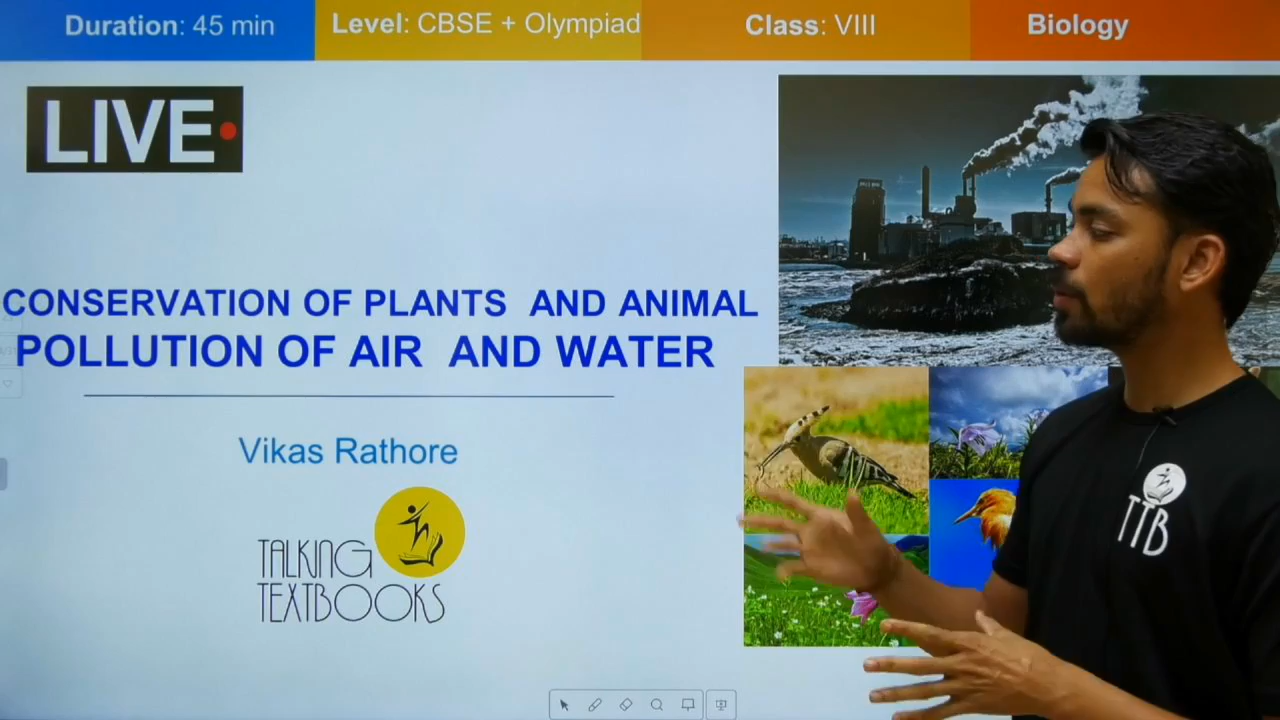 Duration: 45 min
Level: CBSE + Olympiad
Class: VIII
Biology
LIVE
CONSERVATION OF PLANTS AND ANIMAL
POLLUTION OF AIR AND WATER
Vikas Rathore
TALKING
TEXTBOOKS
TTB